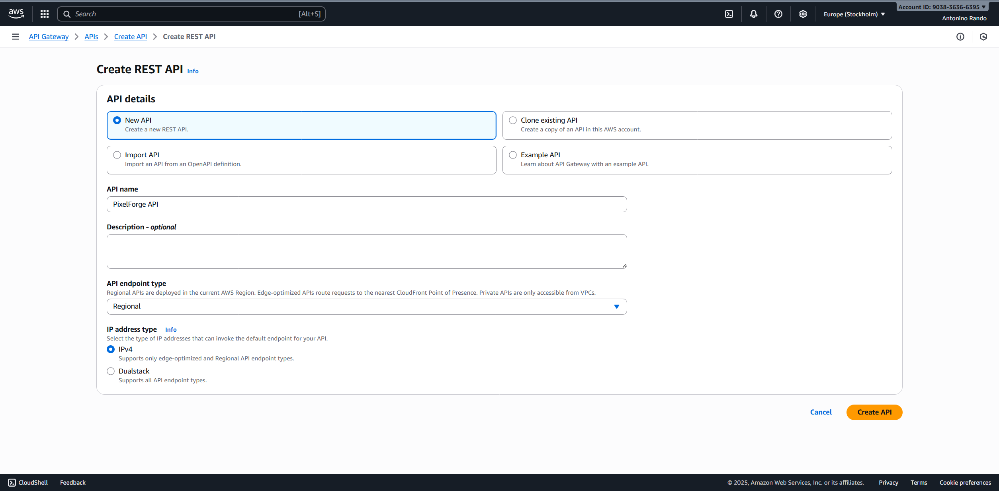 aws
Search
[Alt+S]
Europe (Stockholm)
Account ID: 9038-3636-6395
Antonino Rando
API Gateway
APIs
Create API
Create REST API
Create REST API Info
API details
New API
Create a new REST API.
Clone existing API
Create a copy of an API in this AWS account.
Import API
Import an API from an OpenAPI definition.
Example API
Learn about API Gateway with an example API.
API name
PixelForge API
Description - optional
API endpoint type
Regional APIs are deployed in the current AWS Region. Edge-optimized APIs route requests to the nearest CloudFront Point of Presence. Private APIs are only accessible from VPCs.
Regional
IP address type Info
Select the type of IP addresses that can invoke the default endpoint for your API.
IPv4
Supports only edge-optimized and Regional API endpoint types.
Dualstack
Supports all API endpoint types.
Cancel
Create API
CloudShell
Feedback
© 2025, Amazon Web Services, Inc. or its affiliates.
Privacy
Terms
Cookie preferences